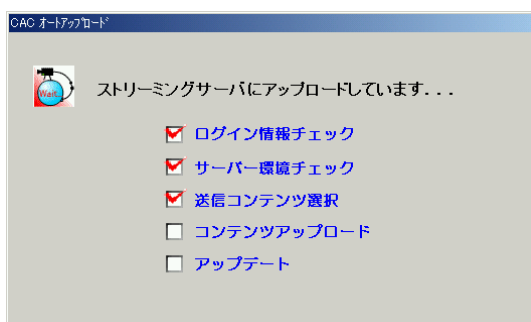 CAC ｵｰﾄｱｯﾌﾟﾛｰﾄﾞ
Wait..
ストリーミングサーバにアップロードしています...
ログイン情報チェック
サーバー環境チェック
送信コンテンツ選択
コンテンツアップロード
アップデート